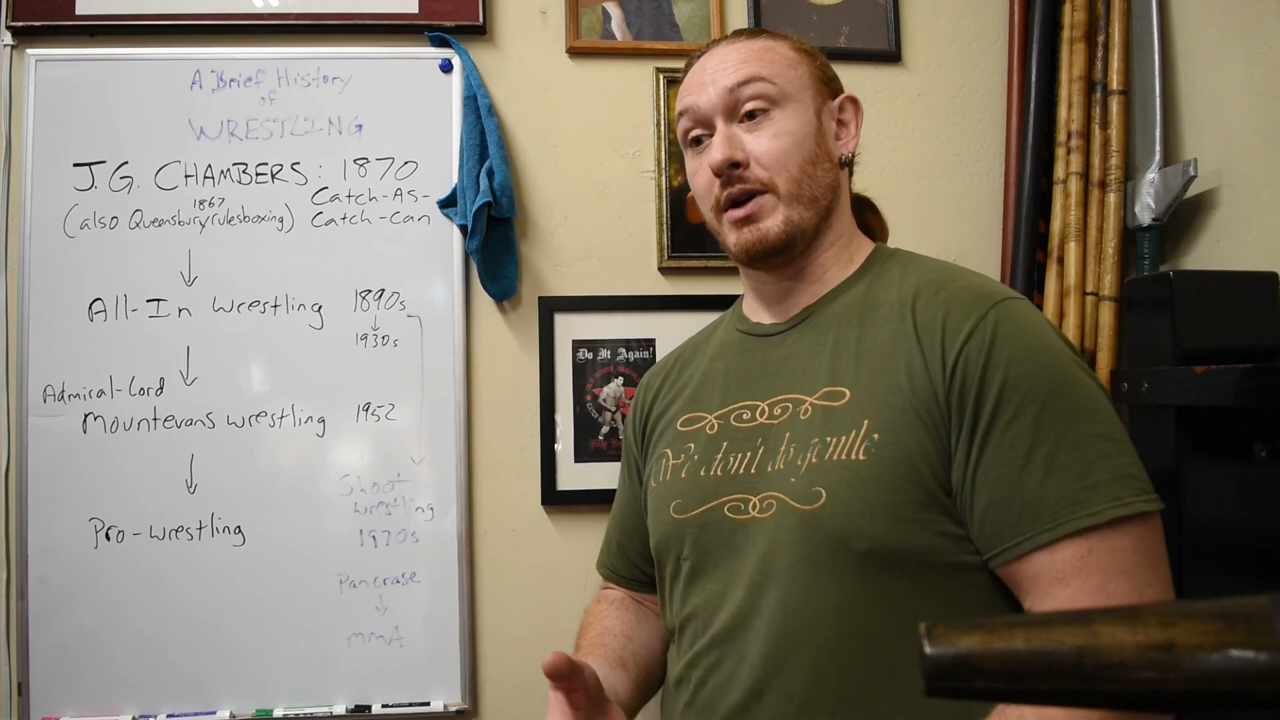 A Brief History
of
WRESTLING
J.G. CHAMBERS: 1870
Catch-As-
Catch-Can
1867
(also Queensbury rules boxing)
↓
All-In wrestling 1890s
↓
1930s
↓
Admiral-Lord
Mountevans wrestling 1952
↓
Pro-wrestling
Shoot
wrestling
1970s
Pancrase
↓
MMA
Do It Again!
We don't do gentle